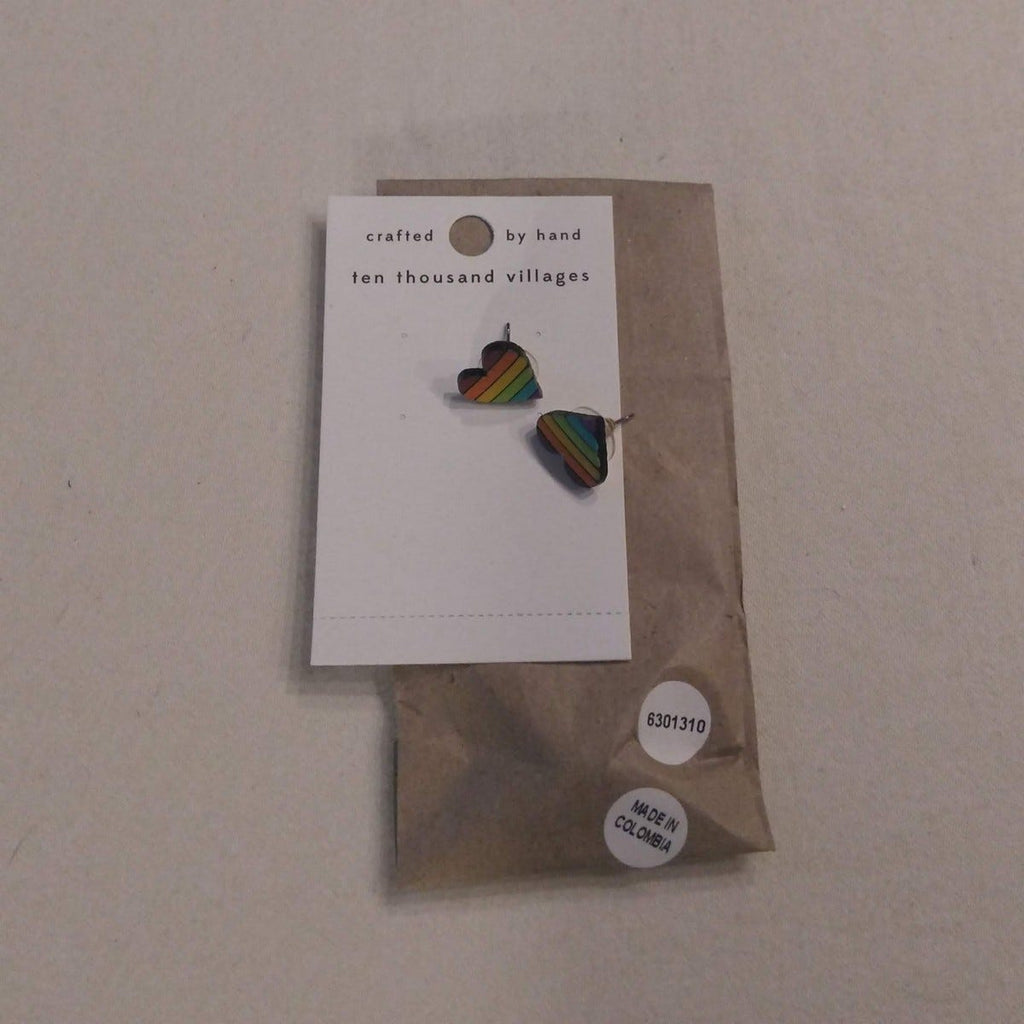 crafted by hand
ten thousand villages
6301310
MADE IN
COLOMBIA